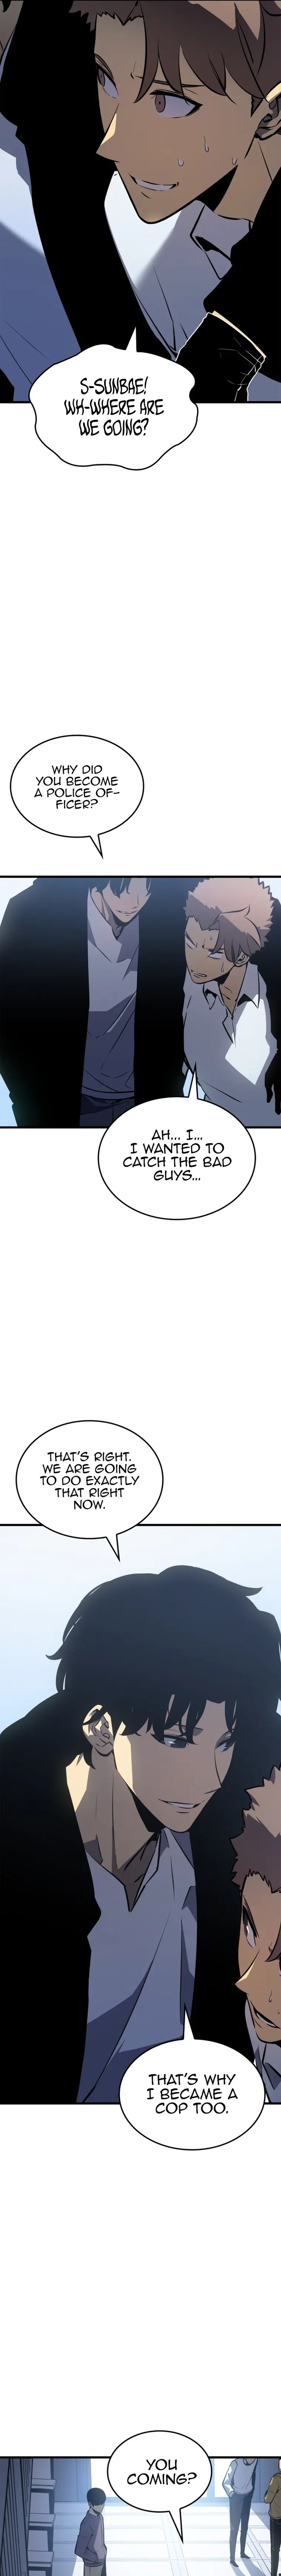 S-SUNBAE!
WH-WHERE ARE
WE GOING?
WHY DID
YOU BECOME
A POLICE OF-
FICER?
AH... I...
I WANTED TO
CATCH THE BAD
GUYS...
THAT'S RIGHT.
WE ARE GOING
TO DO EXACTLY
THAT RIGHT
NOW.
THAT'S WHY
I BECAME A
COP TOO.
YOU
COMING?